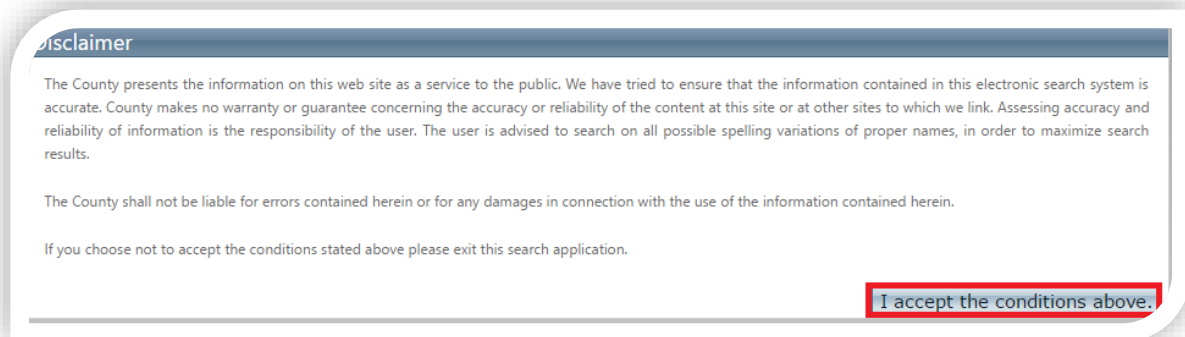 Disclaimer
The County presents the information on this web site as a service to the public. We have tried to ensure that the information contained in this electronic search system is
accurate. County makes no warranty or guarantee concerning the accuracy or reliability of the content at this site or at other sites to which we link. Assessing accuracy and
reliability of information is the responsibility of the user. The user is advised to search on all possible spelling variations of proper names, in order to maximize search
results.
The County shall not be liable for errors contained herein or for any damages in connection with the use of the information contained herein.
If you choose not to accept the conditions stated above please exit this search application.
I accept the conditions above.